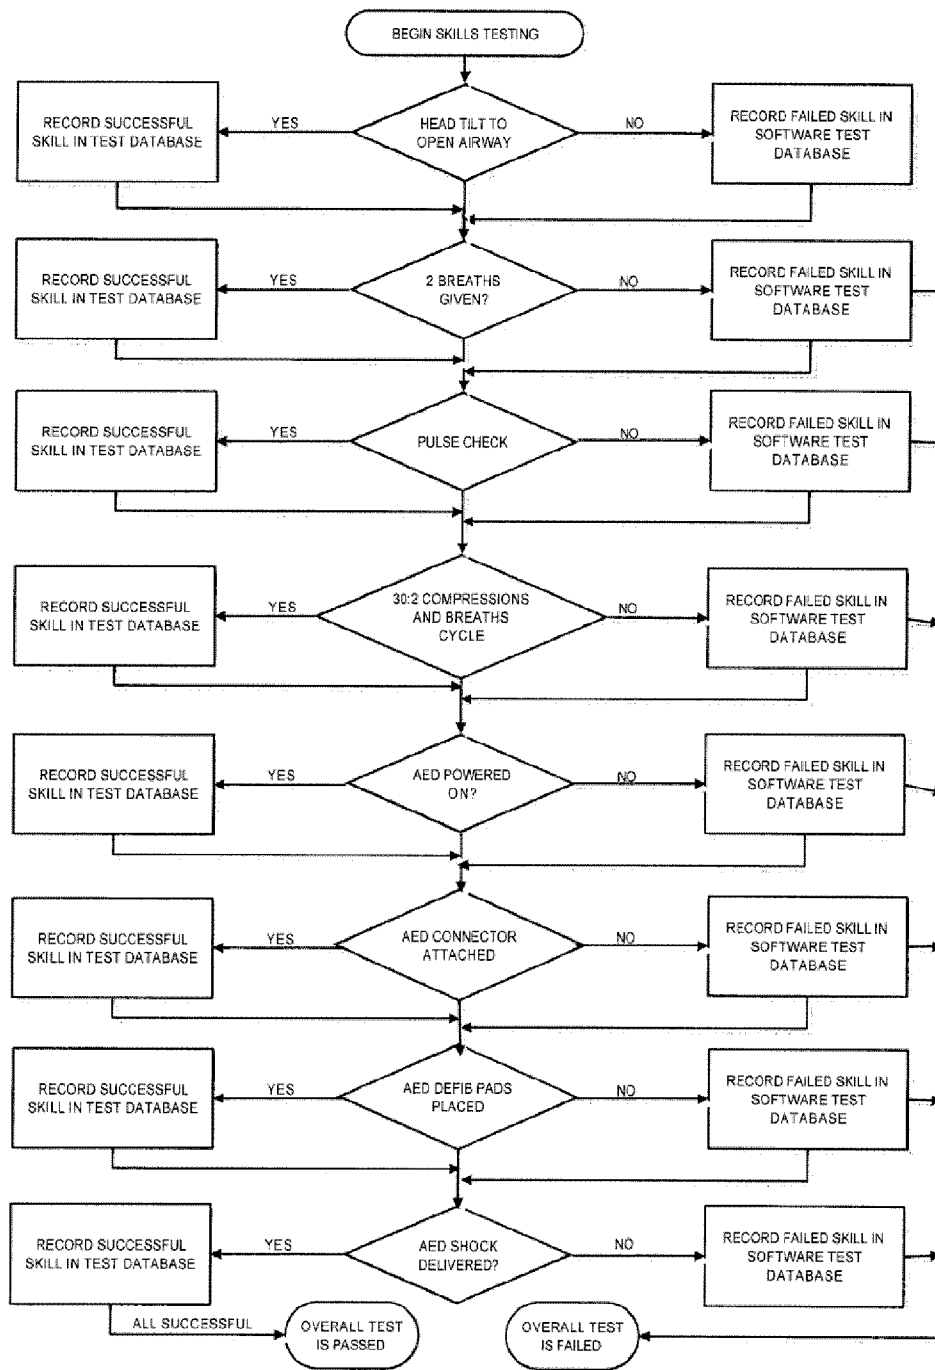 BEGIN SKILLS TESTING
RECORD SUCCESSFUL
SKILL IN TEST DATABASE
YES
HEAD TILT TO
OPEN AIRWAY
NO
RECORD FAILED SKILL IN
SOFTWARE TEST
DATABASE
RECORD SUCCESSFUL
SKILL IN TEST DATABASE
YES
2 BREATHS
GIVEN?
NO
RECORD FAILED SKILL IN
SOFTWARE TEST
DATABASE
RECORD SUCCESSFUL
SKILL IN TEST DATABASE
YES
PULSE CHECK
NO
RECORD FAILED SKILL IN
SOFTWARE TEST
DATABASE
RECORD SUCCESSFUL
SKILL IN TEST DATABASE
YES
30:2 COMPRESSIONS
AND BREATHS
CYCLE
NO
RECORD FAILED SKILL IN
SOFTWARE TEST
DATABASE
RECORD SUCCESSFUL
SKILL IN TEST DATABASE
YES
AED POWERED
ON?
NO
RECORD FAILED SKILL IN
SOFTWARE TEST
DATABASE
RECORD SUCCESSFUL
SKILL IN TEST DATABASE
YES
AED CONNECTOR
ATTACHED
NO
RECORD FAILED SKILL IN
SOFTWARE TEST
DATABASE
RECORD SUCCESSFUL
SKILL IN TEST DATABASE
YES
AED DEFIB PADS
PLACED
NO
RECORD FAILED SKILL IN
SOFTWARE TEST
DATABASE
RECORD SUCCESSFUL
SKILL IN TEST DATABASE
YES
AED SHOCK
DELIVERED?
NO
RECORD FAILED SKILL IN
SOFTWARE TEST
DATABASE
ALL SUCCESSFUL
OVERALL TEST
IS PASSED
OVERALL TEST
IS FAILED